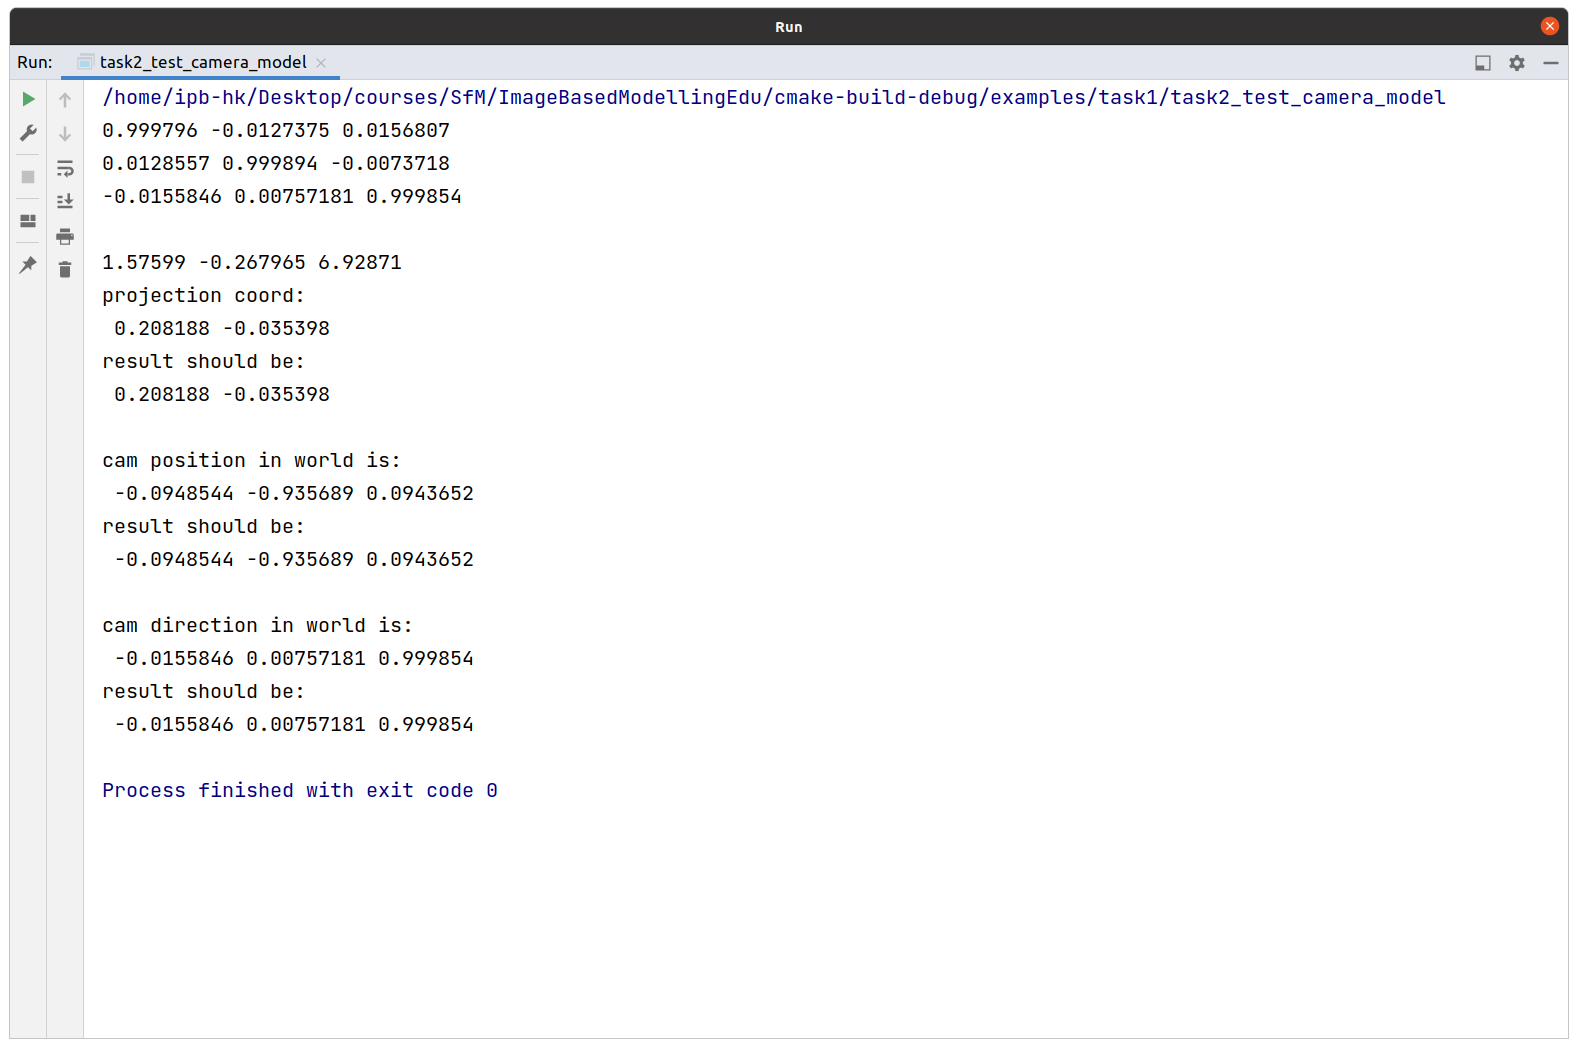 Run
Run: task2_test_camera_model
/home/ipb-hk/Desktop/courses/SfM/ImageBasedModellingEdu/cmake-build-debug/examples/task1/task2_test_camera_model
0.999796 -0.0127375 0.0156807
0.0128557 0.999894 -0.0073718
-0.0155846 0.00757181 0.999854
1.57599 -0.267965 6.92871
projection coord:
0.208188 -0.035398
result should be:
0.208188 -0.035398
cam position in world is:
-0.0948544 -0.935689 0.0943652
result should be:
-0.0948544 -0.935689 0.0943652
cam direction in world is:
-0.0155846 0.00757181 0.999854
result should be:
-0.0155846 0.00757181 0.999854
Process finished with exit code 0